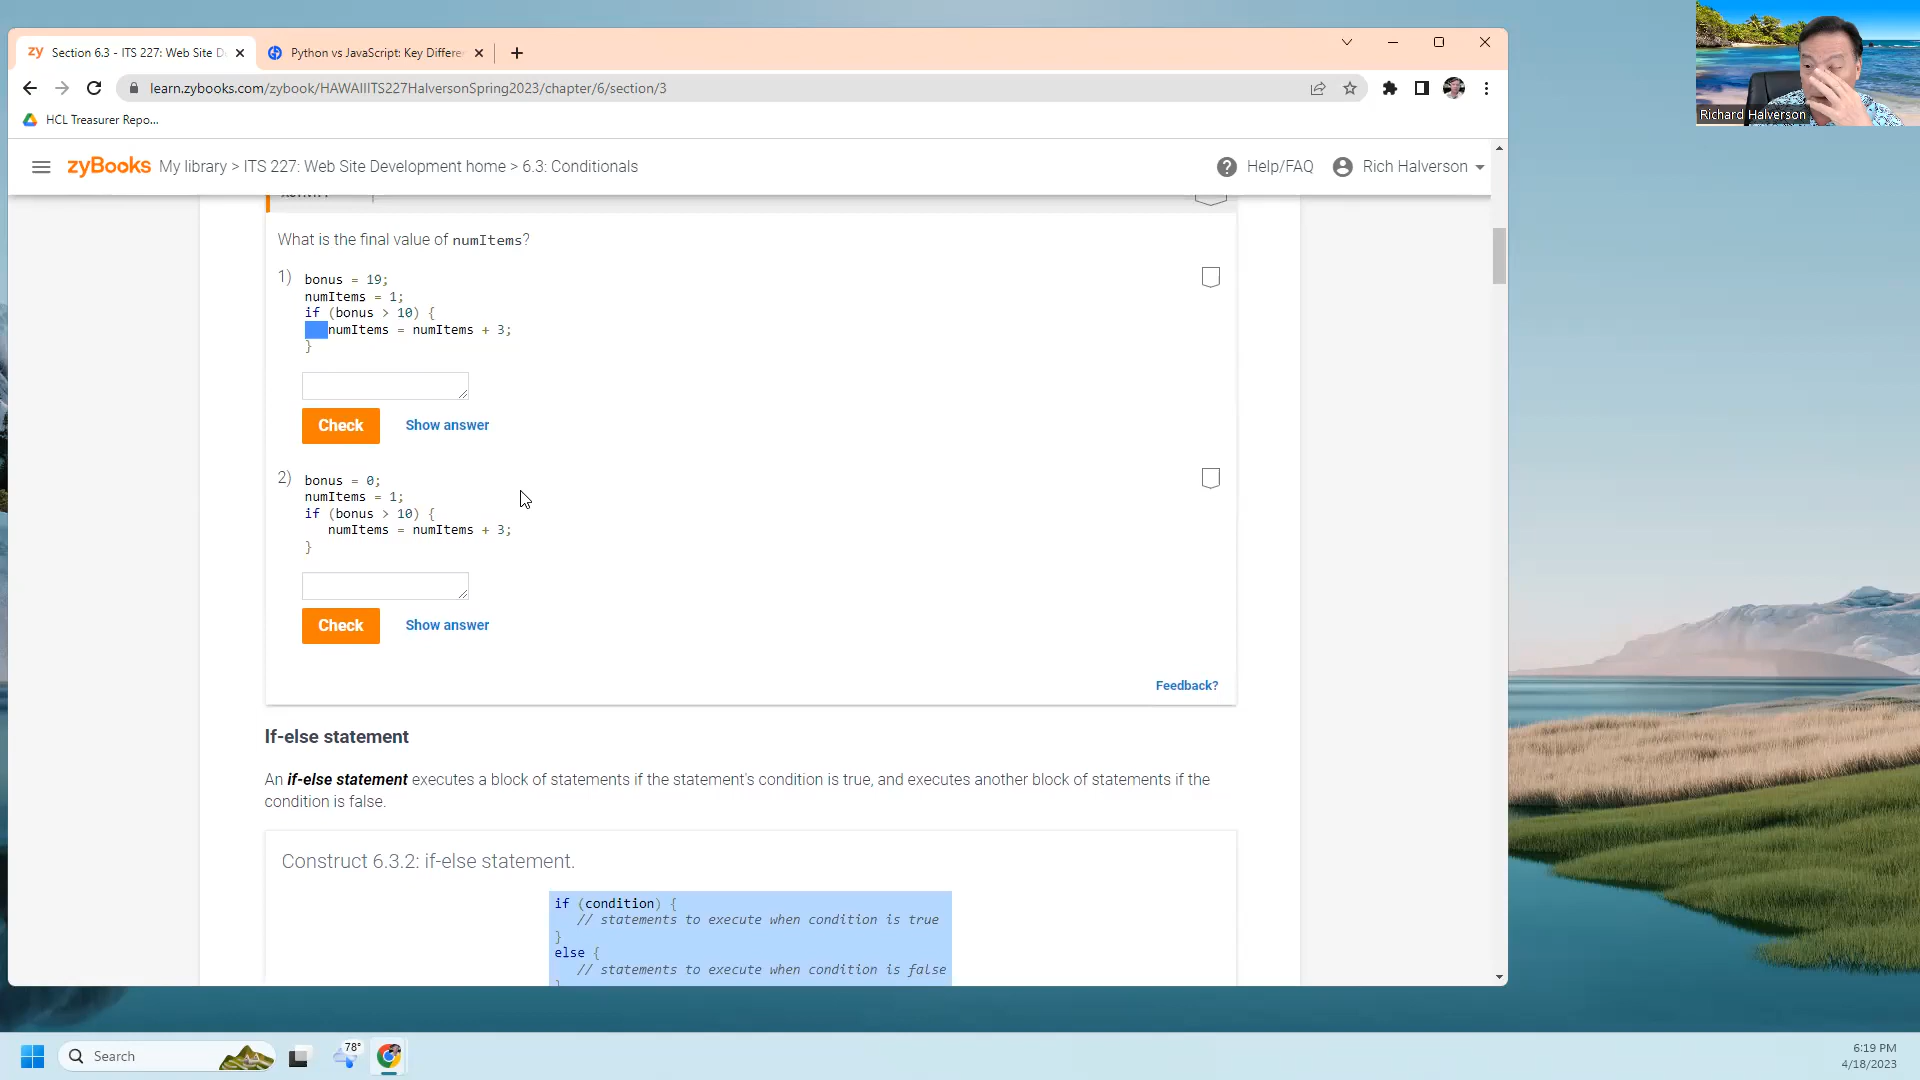 zy Section 6.3 - ITS 227: Web Site D
Python vs JavaScript: Key Differe
learn.zybooks.com/zybook/HAWAIIITS227HalversonSpring2023/chapter/6/section/3
HCL Treasurer Repo...
Richard Halverson
zyBooks My library > ITS 227: Web Site Development home > 6.3: Conditionals
Help/FAQ
Rich Halverson
What is the final value of numItems?
1)
bonus = 19;
numItems = 1;
if (bonus > 10) {
numItems = numItems + 3;
}
Check
Show answer
2)
bonus = 0;
numItems = 1;
if (bonus > 10) {
numItems = numItems + 3;
}
Check
Show answer
Feedback?
If-else statement
An if-else statement executes a block of statements if the statement's condition is true, and executes another block of statements if the
condition is false.
Construct 6.3.2: if-else statement.
if (condition) {
// statements to execute when condition is true
}
else {
// statements to execute when condition is false
Search
78°
6:19 PM
4/18/2023